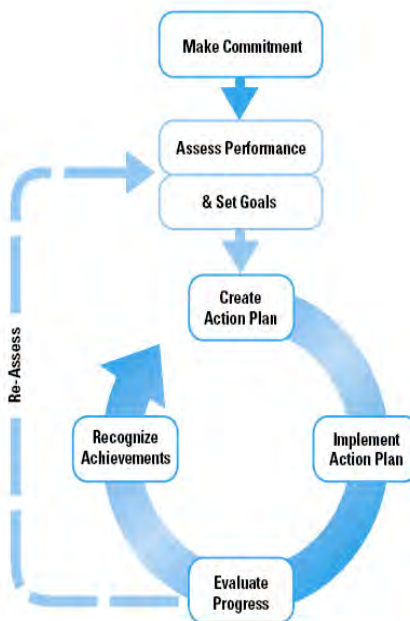 Make Commitment
Assess Performance
& Set Goals
Create
Action Plan
Re-Assess
Recognize
Achievements
Implement
Action Plan
Evaluate
Progress